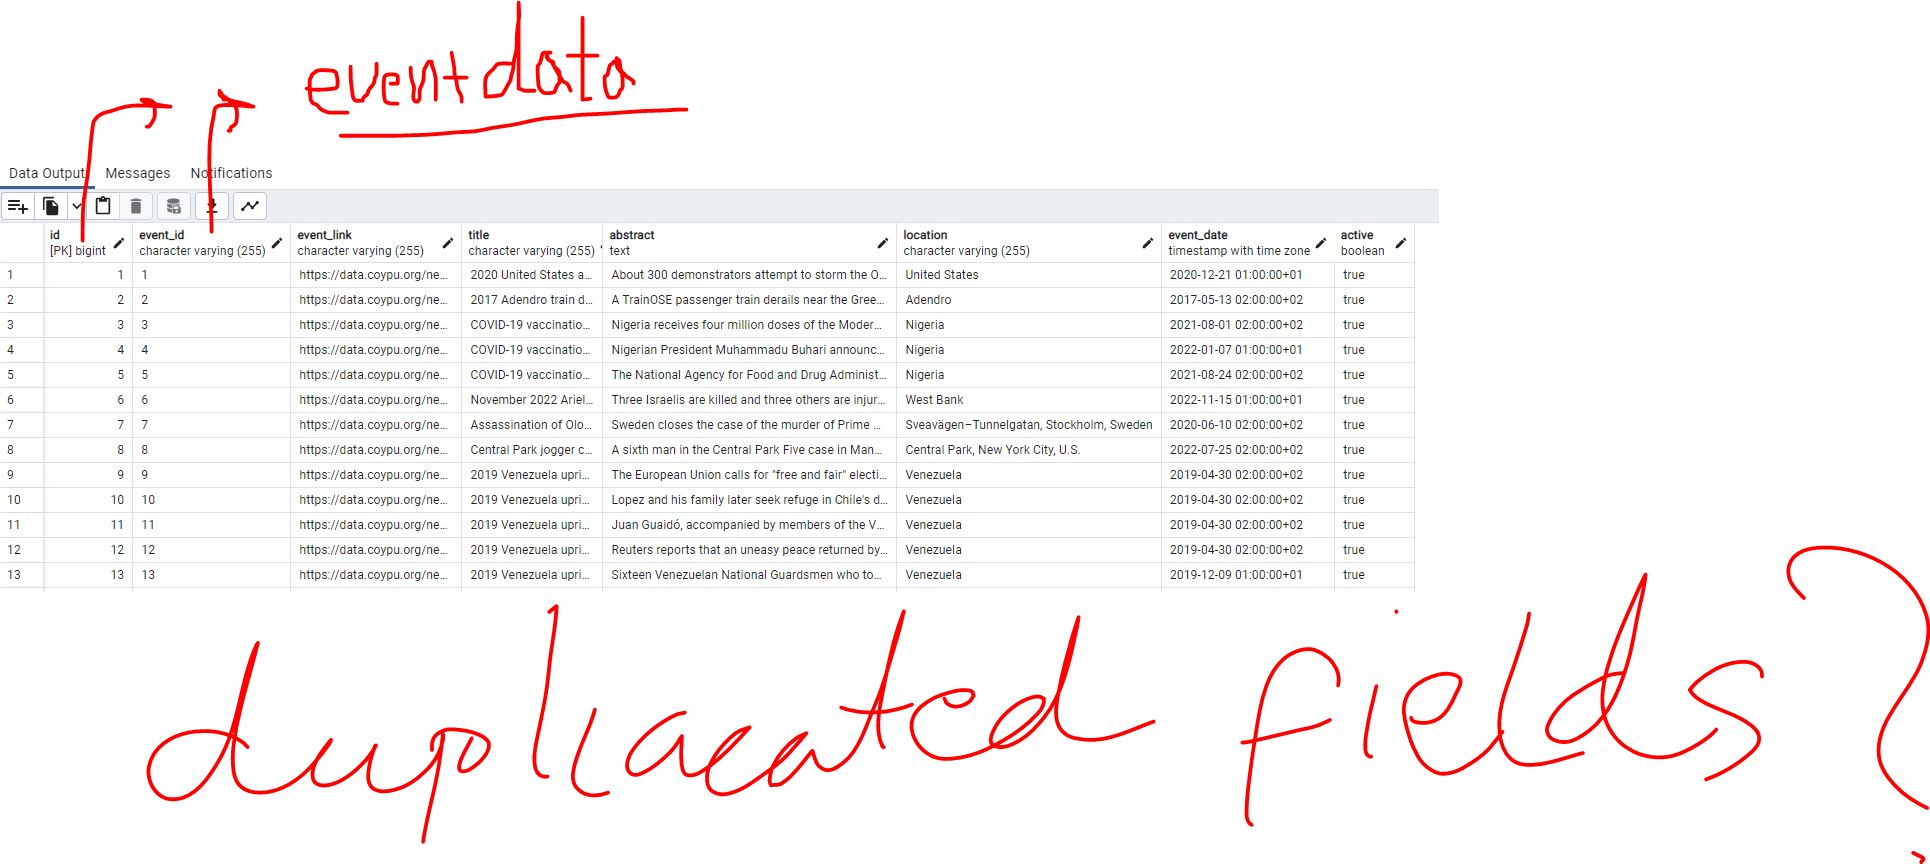 event data
Data Output Messages Notifications
id event_id event_link title abstract location event_date active
[PK] bigint character varying (255) character varying (255) character varying (255) text character varying (255) timestamp with time zone boolean
1 1 1 https://data.coypu.org/ne... 2020 United States a... About 300 demonstrators attempt to storm the O... United States 2020-12-21 01:00:00+01 true
2 2 2 https://data.coypu.org/ne... 2017 Adendro train d... A TrainOSE passenger train derails near the Gree... Adendro 2017-05-13 02:00:00+02 true
3 3 3 https://data.coypu.org/ne... COVID-19 vaccinatio... Nigeria receives four million doses of the Moder... Nigeria 2021-08-01 02:00:00+02 true
4 4 4 https://data.coypu.org/ne... COVID-19 vaccinatio... Nigerian President Muhammadu Buhari announc... Nigeria 2022-01-07 01:00:00+01 true
5 5 5 https://data.coypu.org/ne... COVID-19 vaccinatio... The National Agency for Food and Drug Administ... Nigeria 2021-08-24 02:00:00+02 true
6 6 6 https://data.coypu.org/ne... November 2022 Ariel... Three Israelis are killed and three others are injur... West Bank 2022-11-15 01:00:00+01 true
7 7 7 https://data.coypu.org/ne... Assassination of Olo... Sweden closes the case of the murder of Prime ... Sveavägen–Tunnelgatan, Stockholm, Sweden 2020-06-10 02:00:00+02 true
8 8 8 https://data.coypu.org/ne... Central Park jogger c... A sixth man in the Central Park Five case in Man... Central Park, New York City, U.S. 2022-07-25 02:00:00+02 true
9 9 9 https://data.coypu.org/ne... 2019 Venezuela upri... The European Union calls for "free and fair" electi... Venezuela 2019-04-30 02:00:00+02 true
10 10 10 https://data.coypu.org/ne... 2019 Venezuela upri... Lopez and his family later seek refuge in Chile's d... Venezuela 2019-04-30 02:00:00+02 true
11 11 11 https://data.coypu.org/ne... 2019 Venezuela upri... Juan Guaidó, accompanied by members of the V... Venezuela 2019-04-30 02:00:00+02 true
12 12 12 https://data.coypu.org/ne... 2019 Venezuela upri... Reuters reports that an uneasy peace returned by... Venezuela 2019-04-30 02:00:00+02 true
13 13 13 https://data.coypu.org/ne... 2019 Venezuela upri... Sixteen Venezuelan National Guardsmen who to... Venezuela 2019-12-09 01:00:00+01 true
duplicacated fields?